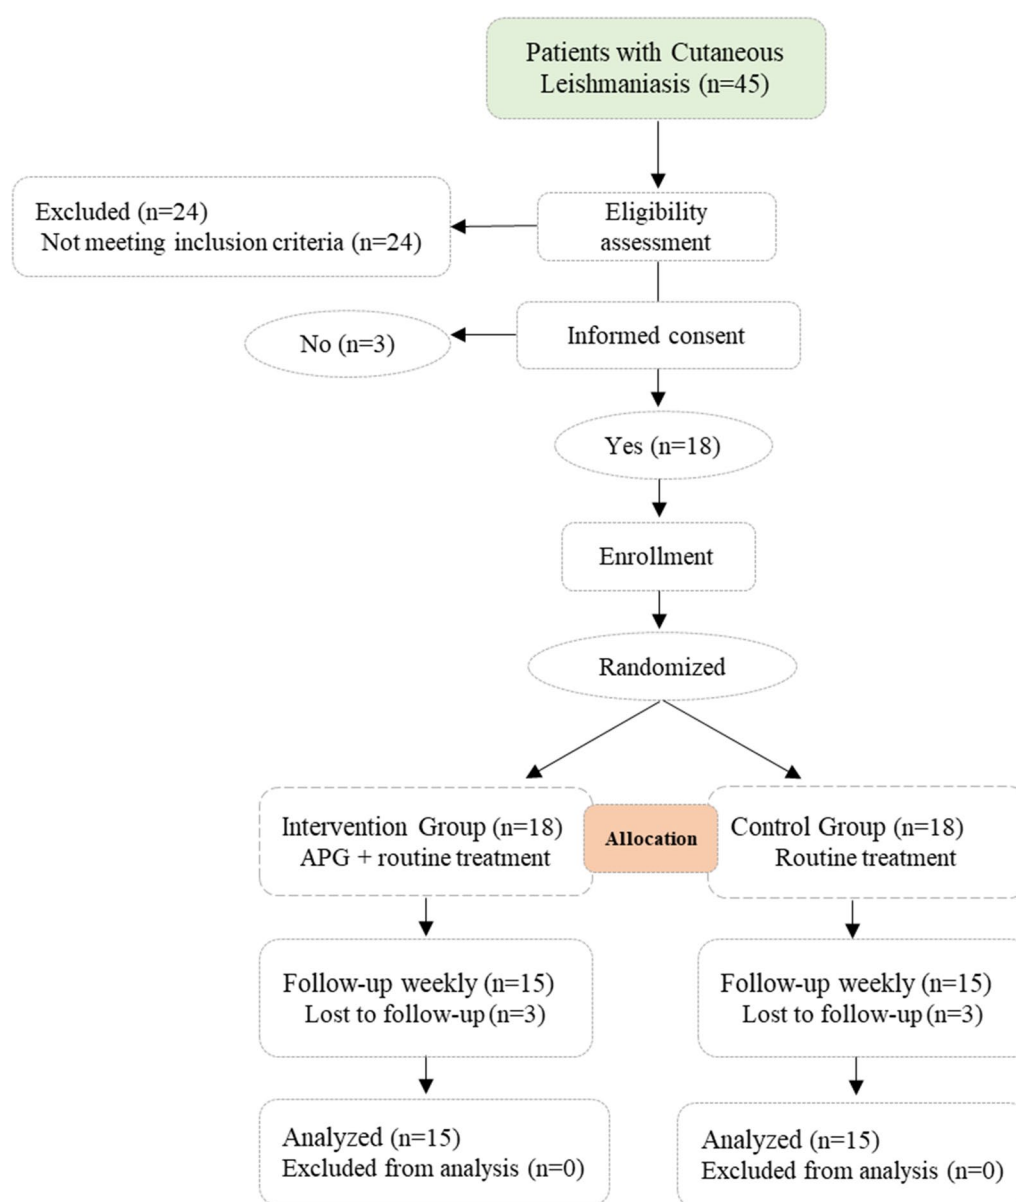 Patients with Cutaneous
Leishmaniasis (n=45)
Eligibility
assessment
Excluded (n=24)
Not meeting inclusion criteria (n=24)
Informed consent
No (n=3)
Yes (n=18)
Enrollment
Randomized
Intervention Group (n=18)
APG + routine treatment
Allocation
Control Group (n=18)
Routine treatment
Follow-up weekly (n=15)
Lost to follow-up (n=3)
Follow-up weekly (n=15)
Lost to follow-up (n=3)
Analyzed (n=15)
Excluded from analysis (n=0)
Analyzed (n=15)
Excluded from analysis (n=0)